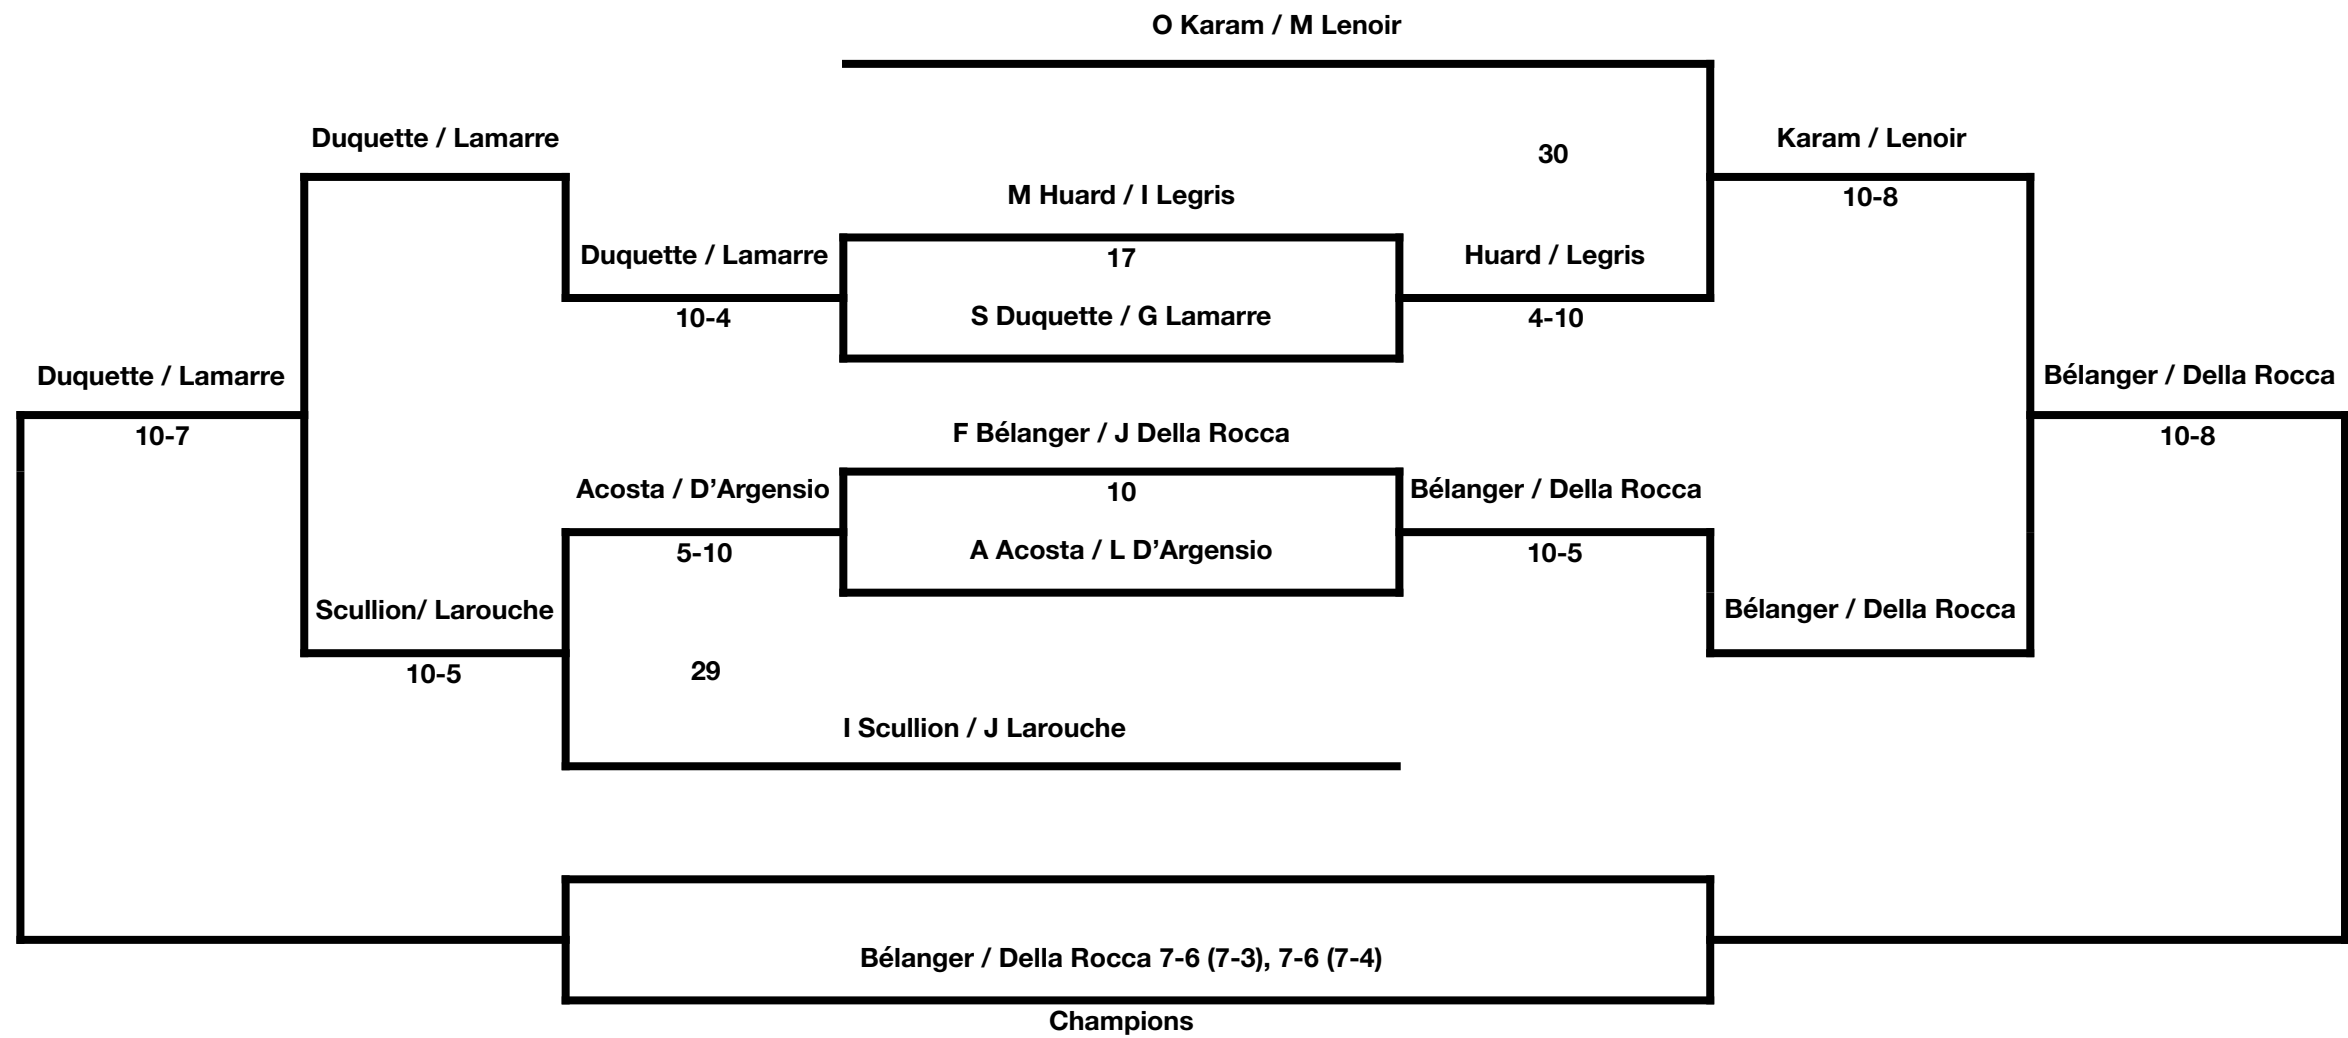 O Karam / M Lenoir
Duquette / Lamarre
30
Karam / Lenoir
10-8
M Huard / I Legris
Duquette / Lamarre
17
Huard / Legris
10-4
S Duquette / G Lamarre
4-10
Duquette / Lamarre
Bélanger / Della Rocca
10-7
F Bélanger / J Della Rocca
10-8
Acosta / D’Argensio
10
Bélanger / Della Rocca
5-10
A Acosta / L D’Argensio
10-5
Scullion/ Larouche
Bélanger / Della Rocca
10-5
29
I Scullion / J Larouche
Bélanger / Della Rocca 7-6 (7-3), 7-6 (7-4)
Champions